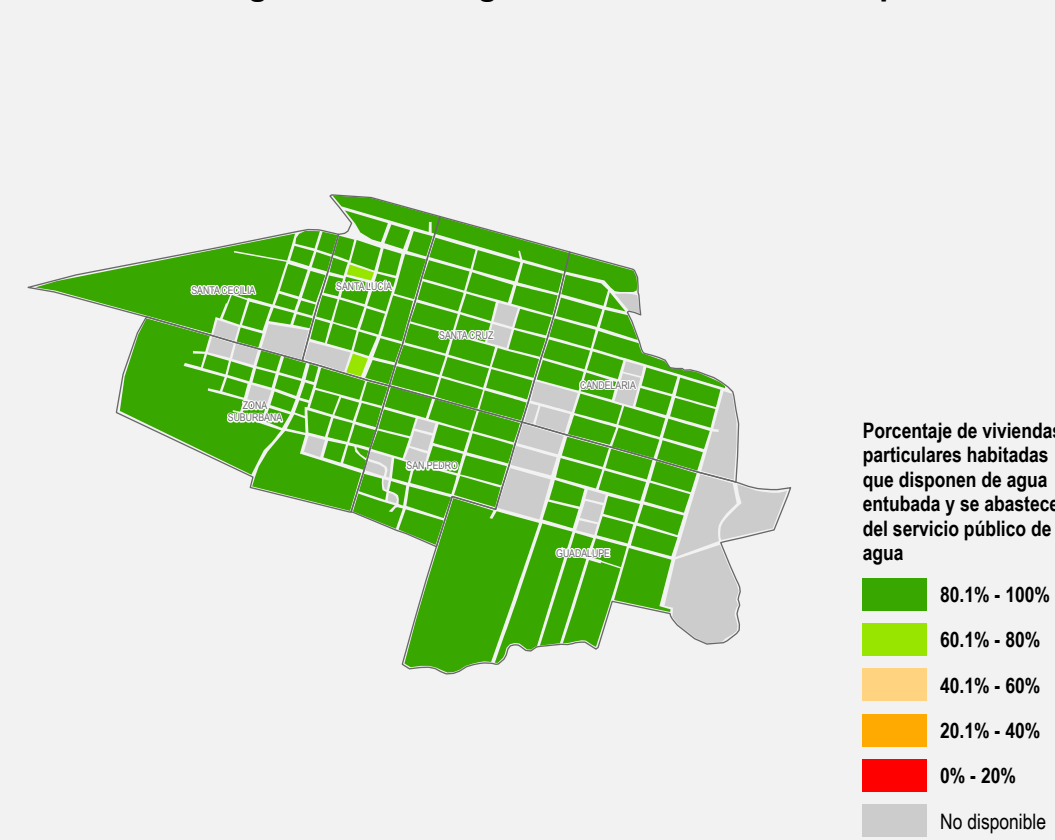 SANTA CECILIA
SANTA LUCÍA
SANTA CRUZ
CANDELARIA
ZONA
SUBURBANA
SAN PEDRO
GUADALUPE
Porcentaje de viviendas
particulares habitadas
que disponen de agua
entubada y se abastece
del servicio público de
agua
80.1% - 100%
60.1% - 80%
40.1% - 60%
20.1% - 40%
0% - 20%
No disponible